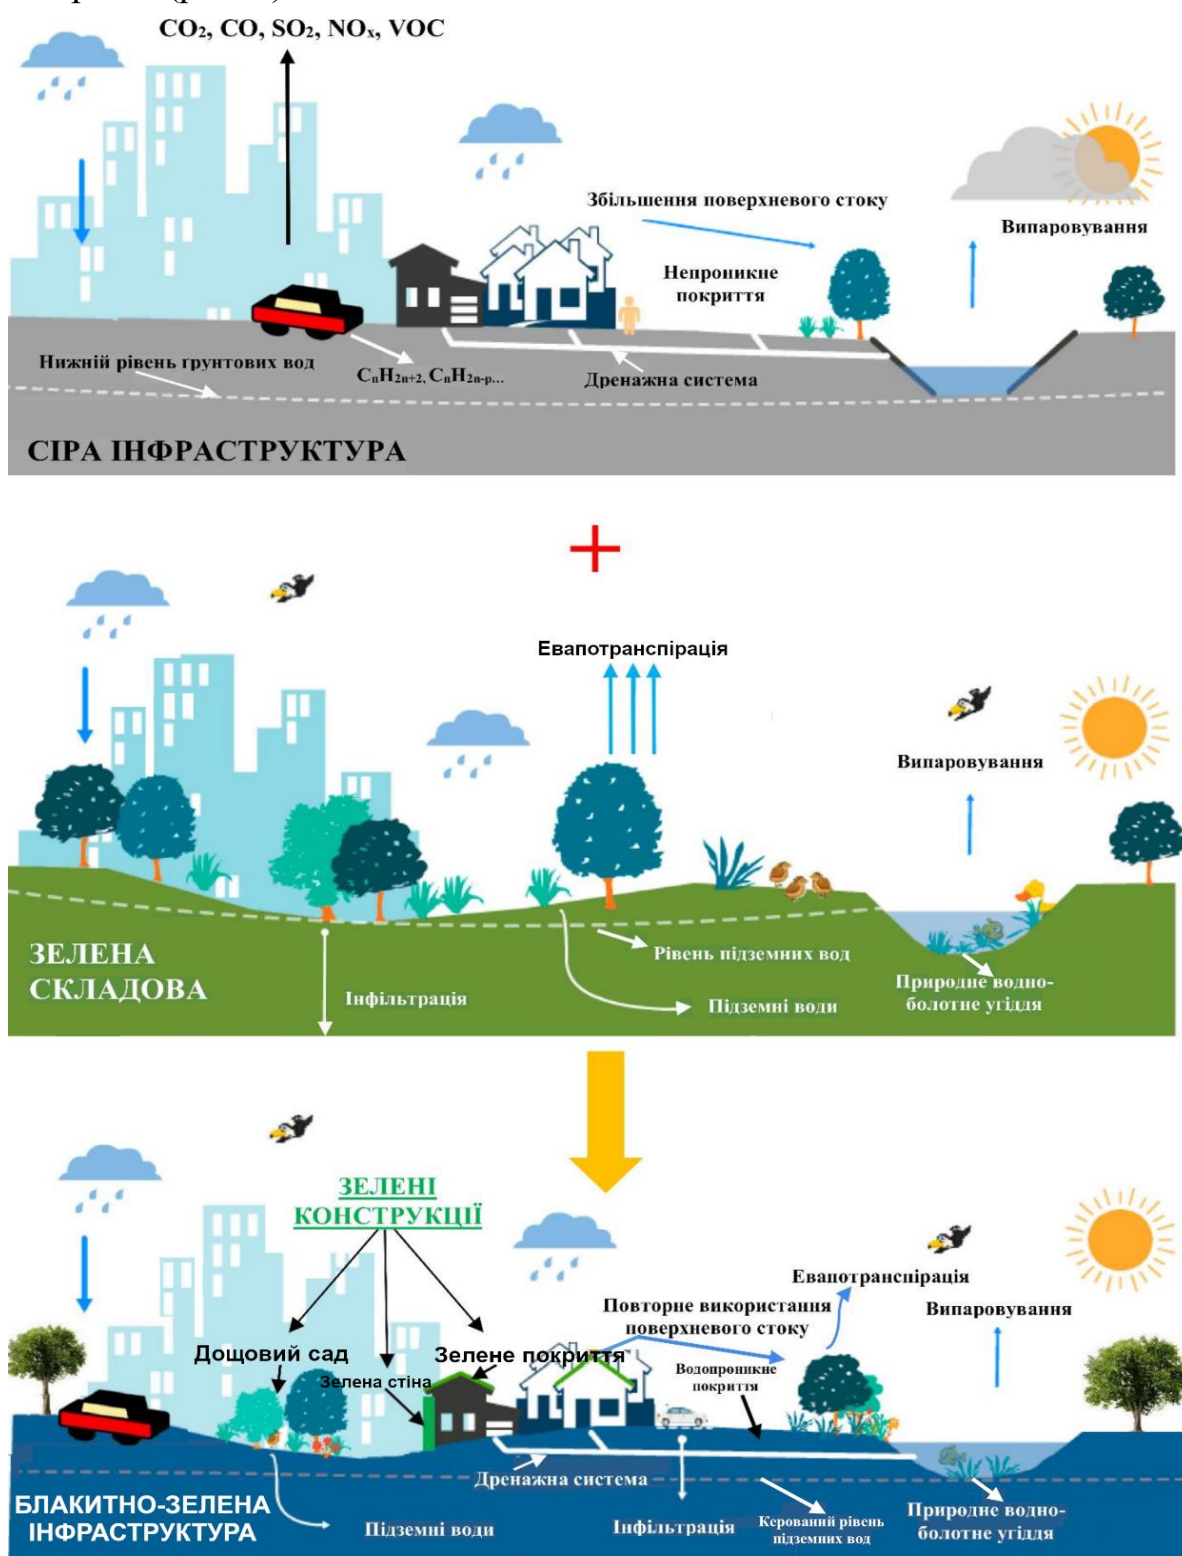 CO₂, CO, SO₂, NOₓ, VOC
Збільшення поверхневого стоку
Випаровування
Непроникне
покриття
Нижній рівень ґрунтових вод
CₙH₂ₙ₊₂, CₙH₂ₙ₋ₚ...
Дренажна система
СІРА ІНФРАСТРУКТУРА
+
Евапотранспірація
Випаровування
ЗЕЛЕНА
СКЛАДОВА
Рівень підземних вод
Інфільтрація
Підземні води
Природне водно-
болотне угіддя
ЗЕЛЕНІ
КОНСТРУКЦІЇ
Евапотранспірація
Повторне використання
поверхневого стоку
Випаровування
Дощовий сад
Зелена стіна
Зелене покриття
Водопроникне
покриття
Дренажна система
БЛАКИТНО-ЗЕЛЕНА
ІНФРАСТРУКТУРА
Підземні води
Інфільтрація
Керований рівень
підземних вод
Природне водно-
болотне угіддя